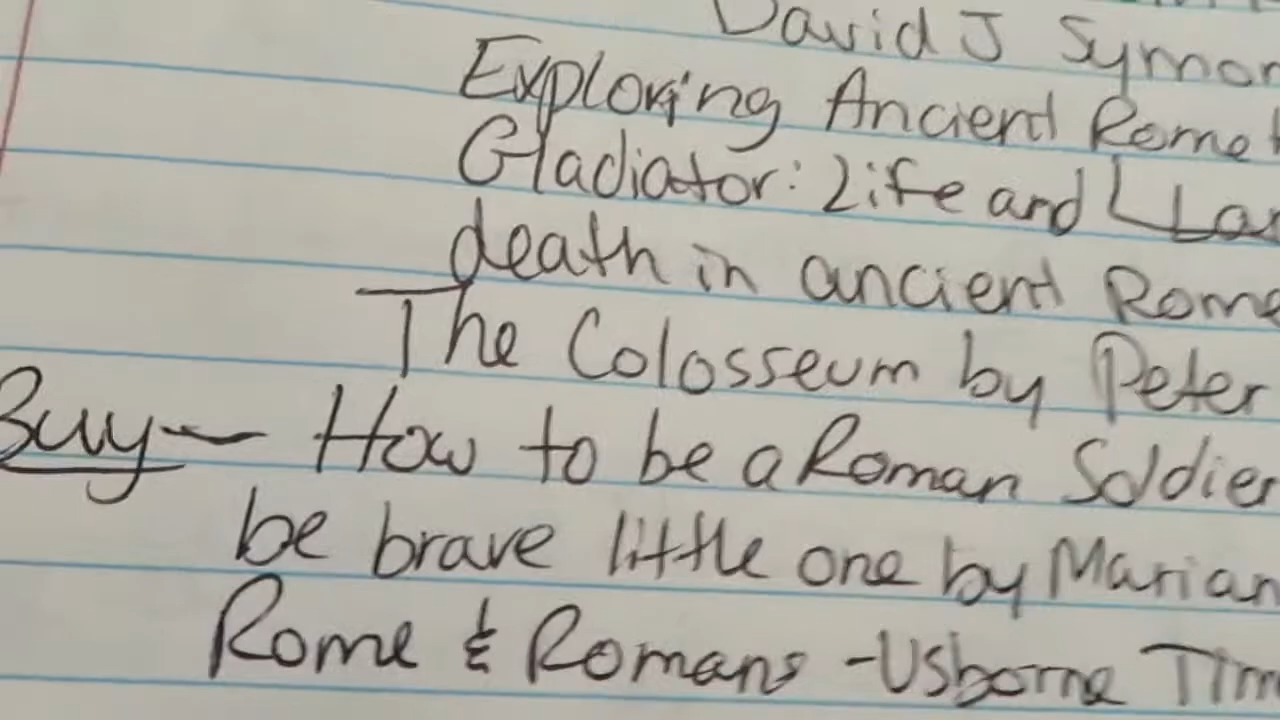 David J Symon
Exploring Ancient Rome
Gladiator: Life and
death in ancient Rome
The Colosseum by Peter
Buy - How to be a Roman Soldier
be brave little one by Marian
Rome & Romans - Usborne Tim